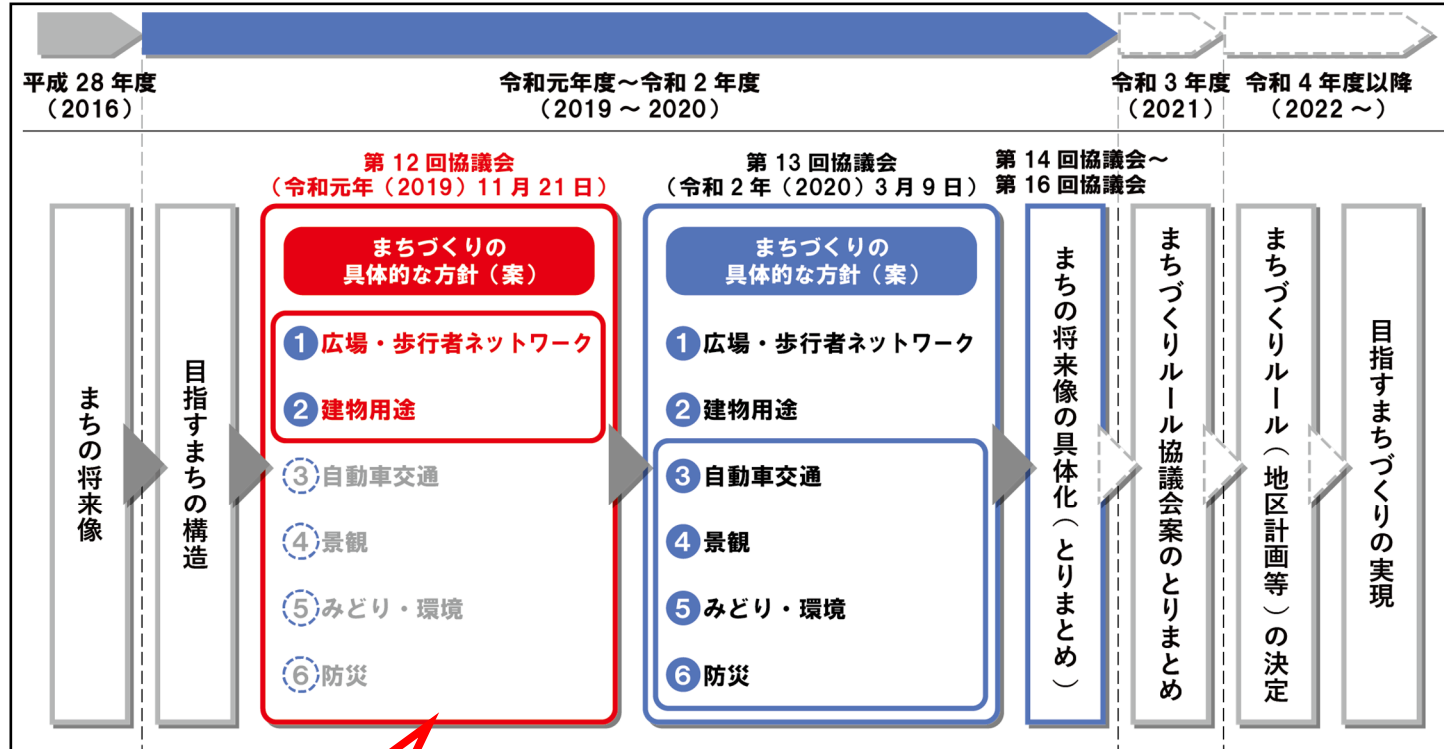 平成 28 年度
（2016）
令和元年度～令和 2 年度
（2019 ～ 2020）
令和 3 年度
（2021）
令和 4 年度以降
（2022 ～）
まちの将来像
目指すまちの構造
第 12 回協議会
（令和元年（2019）11 月 21 日）
まちづくりの
具体的な方針（案）
1 広場・歩行者ネットワーク
2 建物用途
3 自動車交通
4 景観
5 みどり・環境
6 防災
第 13 回協議会
（令和 2 年（2020）3 月 9 日）
まちづくりの
具体的な方針（案）
1 広場・歩行者ネットワーク
2 建物用途
3 自動車交通
4 景観
5 みどり・環境
6 防災
第 14 回協議会～
第 16 回協議会
まちの将来像の具体化（とりまとめ）
まちづくりルール協議会案のとりまとめ
まちづくりルール（地区計画等）の決定
目指すまちづくりの実現